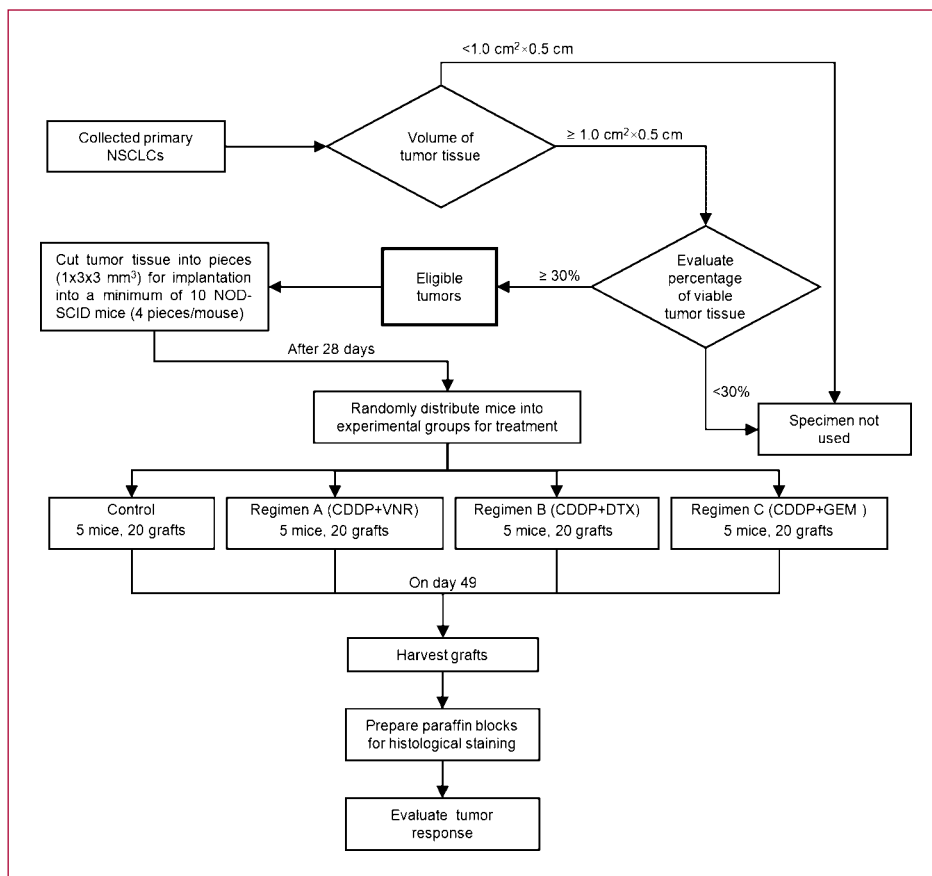 <1.0 cm²×0.5 cm
Collected primary
NSCLCs
Volume of
tumor tissue
≥ 1.0 cm²×0.5 cm
Cut tumor tissue into pieces
(1x3x3 mm³) for implantation
into a minimum of 10 NOD-
SCID mice (4 pieces/mouse)
Eligible
tumors
≥ 30%
Evaluate
percentage
of viable
tumor tissue
After 28 days
<30%
Randomly distribute mice into
experimental groups for treatment
Specimen not
used
Control
5 mice, 20 grafts
Regimen A (CDDP+VNR)
5 mice, 20 grafts
Regimen B (CDDP+DTX)
5 mice, 20 grafts
Regimen C (CDDP+GEM )
5 mice, 20 grafts
On day 49
Harvest grafts
Prepare paraffin blocks
for histological staining
Evaluate tumor
response